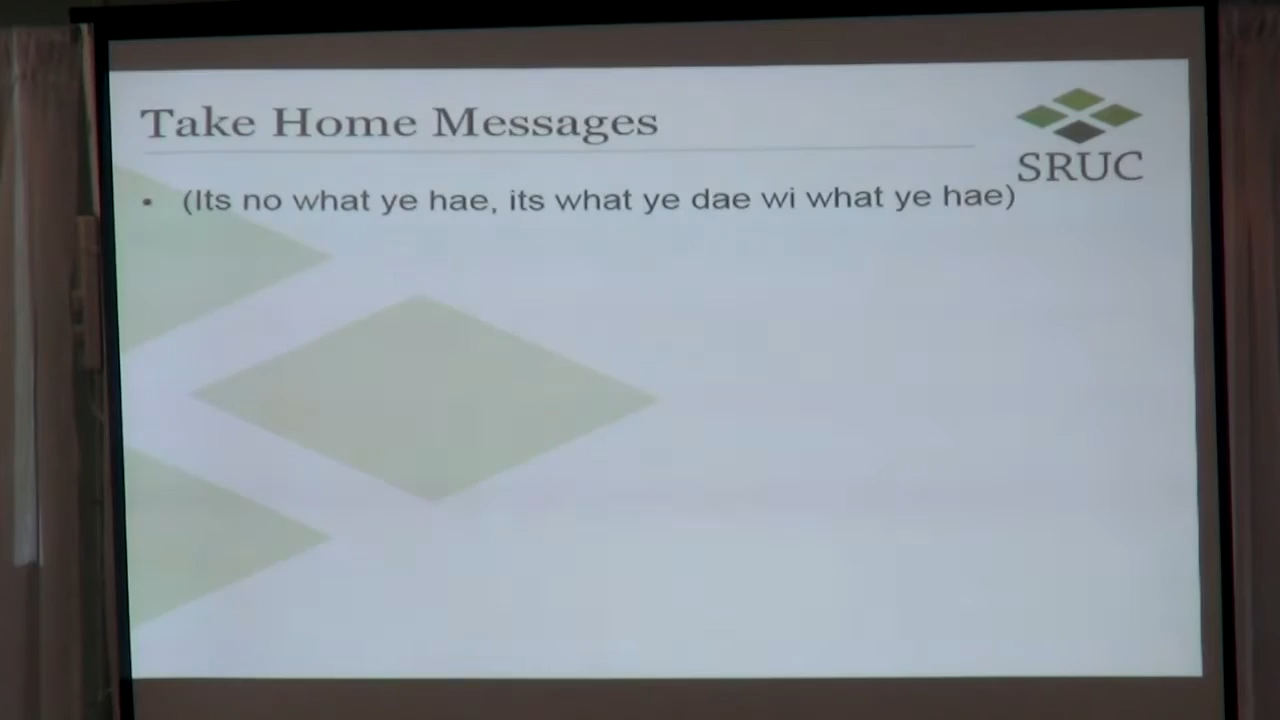 Take Home Messages
SRUC
• (Its no what ye hae, its what ye dae wi what ye hae)